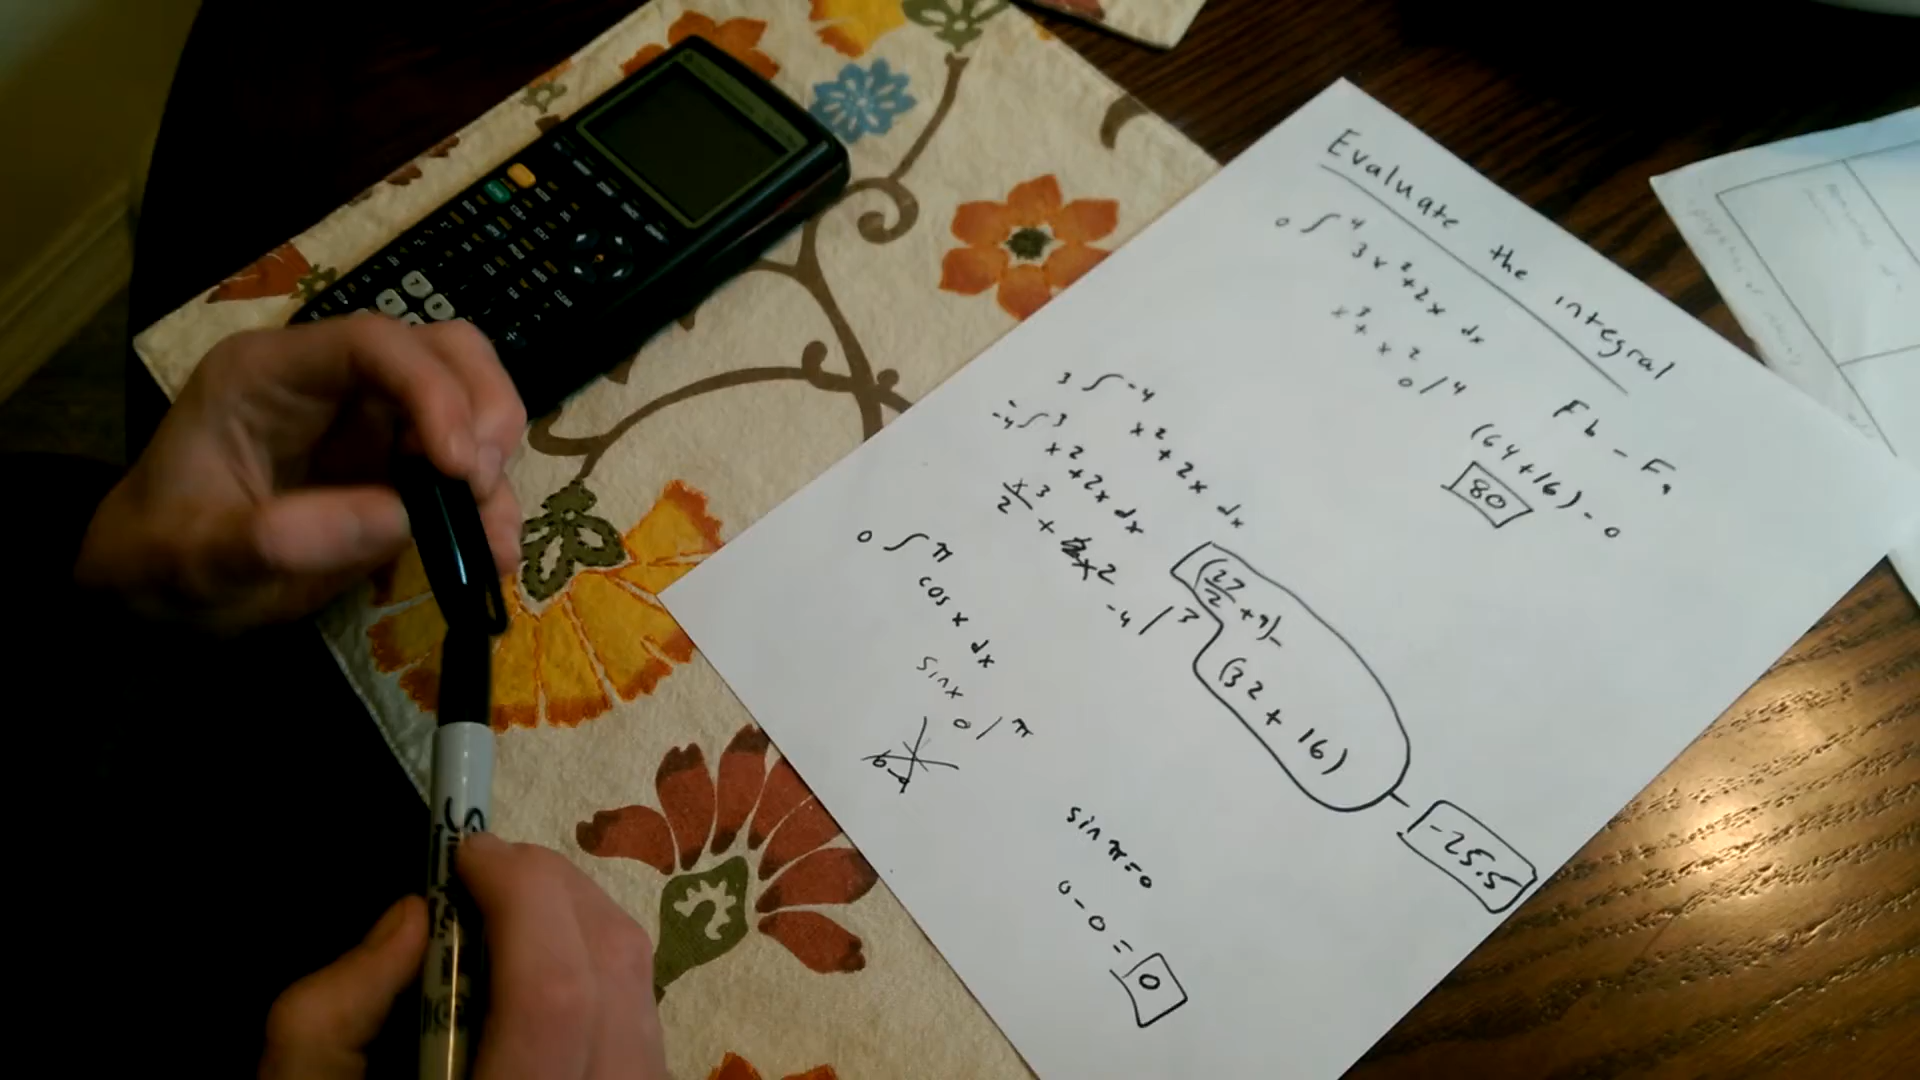 Evaluate the integral
0 ∫ 4 3x² + 2x dx
x³ + x² 0 / 4
Fb - Fa
(64+16) - 0
80
3 ∫ -4 x² + 2x dx
- -4 ∫ 3 x² + 2x dx
x³/2 + x² -4 / 3
(27/2 + 9) -
(32 + 16)
-25.5
0 ∫ π cos x dx
sin x 0 / π
sin π = 0
0 - 0 = 0